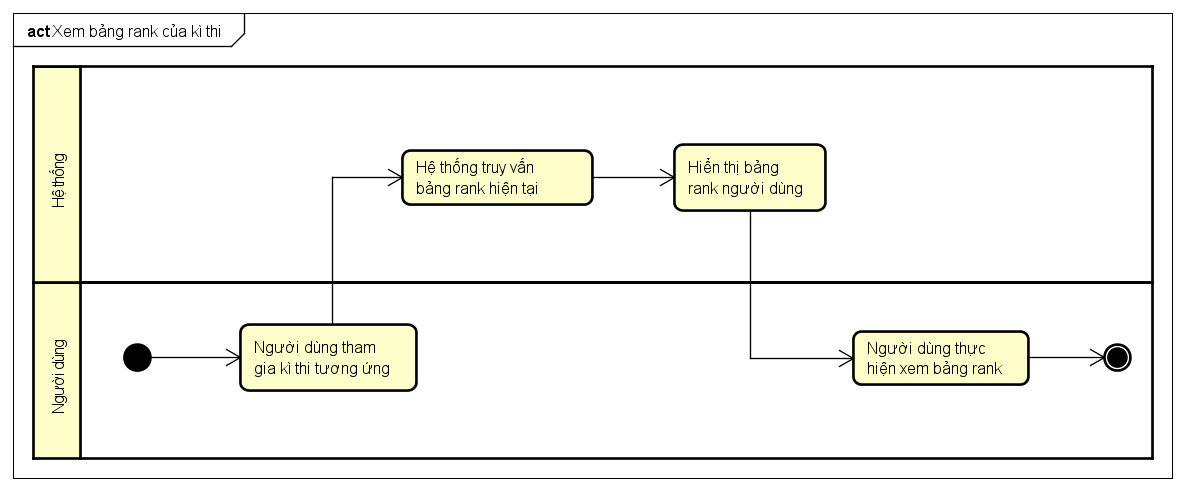 act Xem bảng rank của kì thi
Hệ thống
Hệ thống truy vấn
bảng rank hiện tại
Hiển thị bảng
rank người dùng
Người dùng
Người dùng tham
gia kì thi tương ứng
Người dùng thực
hiện xem bảng rank